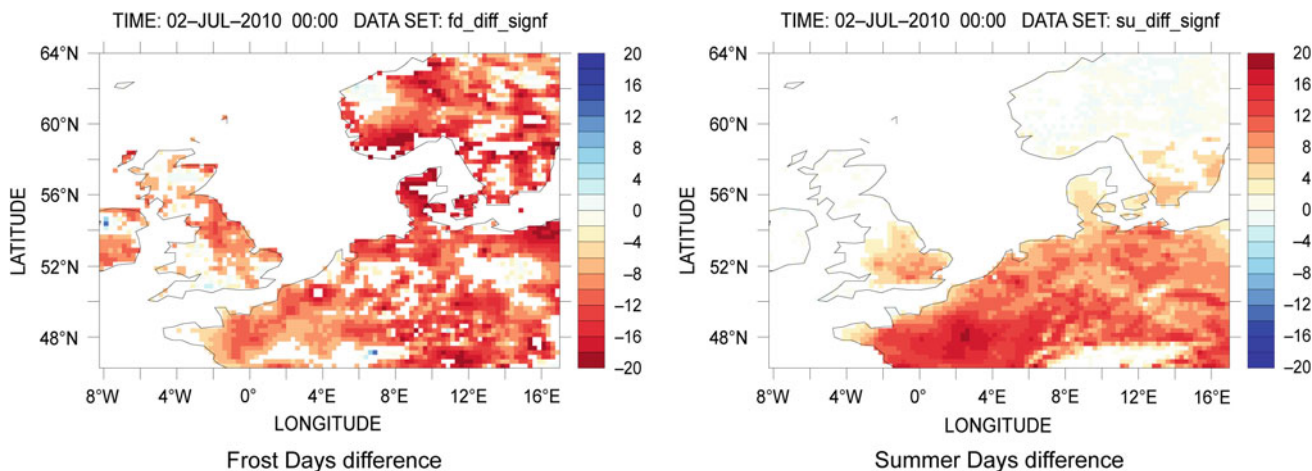 TIME: 02–JUL–2010 00:00 DATA SET: fd_diff_signf
64°N
60°N
56°N
52°N
48°N
LATITUDE
8°W 4°W 0° 4°E 8°E 12°E 16°E
LONGITUDE
20
16
12
8
4
0
–4
–8
–12
–16
–20
Frost Days difference
TIME: 02–JUL–2010 00:00 DATA SET: su_diff_signf
64°N
60°N
56°N
52°N
48°N
LATITUDE
8°W 4°W 0° 4°E 8°E 12°E 16°E
LONGITUDE
20
16
12
8
4
0
–4
–8
–12
–16
–20
Summer Days difference